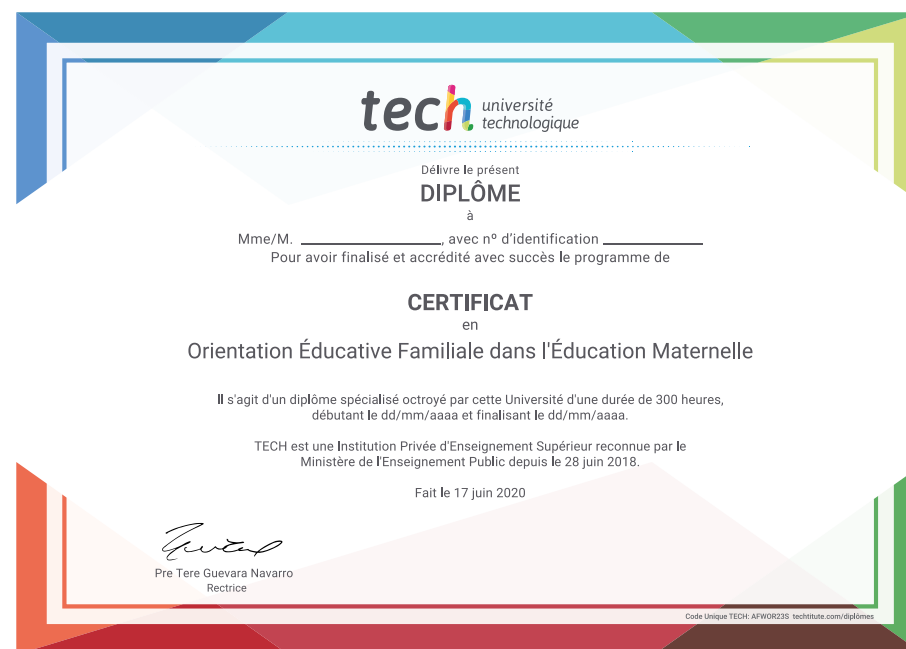 tech université
technologique
Délivre le présent
DIPLÔME
à
Mme/M. ____________________, avec nº d'identification ______________
Pour avoir finalisé et accrédité avec succès le programme de
CERTIFICAT
en
Orientation Éducative Familiale dans l'Éducation Maternelle
Il s'agit d'un diplôme spécialisé octroyé par cette Université d'une durée de 300 heures,
débutant le dd/mm/aaaa et finalisant le dd/mm/aaaa.
TECH est une Institution Privée d'Enseignement Supérieur reconnue par le
Ministère de l'Enseignement Public depuis le 28 juin 2018.
Fait le 17 juin 2020
Pre Tere Guevara Navarro
Rectrice
Code Unique TECH: AFWOR23S techtitute.com/diplômes